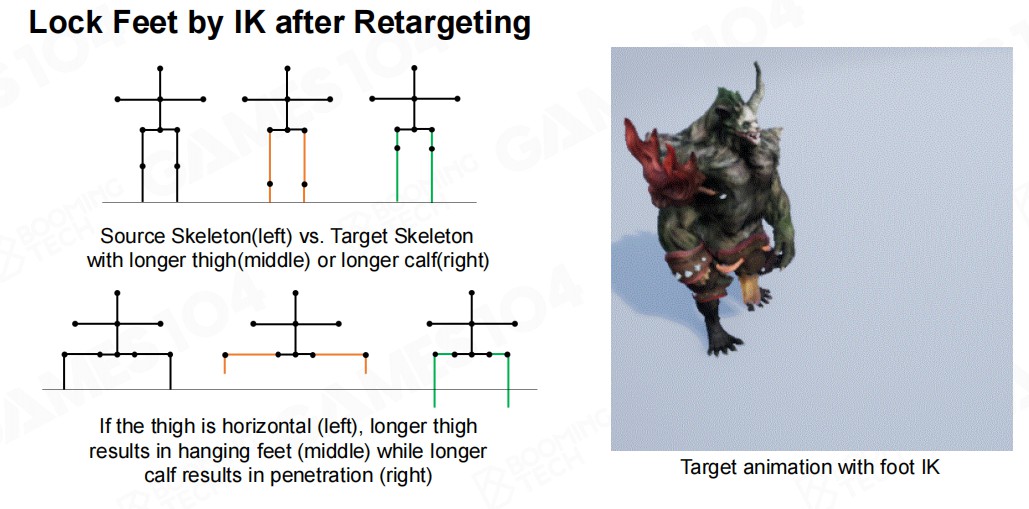 Lock Feet by IK after Retargeting
Source Skeleton(left) vs. Target Skeleton
with longer thigh(middle) or longer calf(right)
If the thigh is horizontal (left), longer thigh
results in hanging feet (middle) while longer
calf results in penetration (right)
Target animation with foot IK
GAMES104
BOOMING
TECH